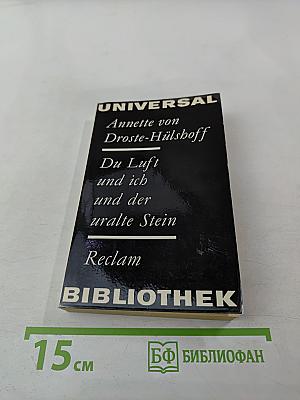 UNIVERSAL
Annette von
Droste-Hülshoff
Du Luft
und ich
und der
uralte Stein
Reclam
BIBLIOTHEK
15 см
БФ БИБЛИОФАН